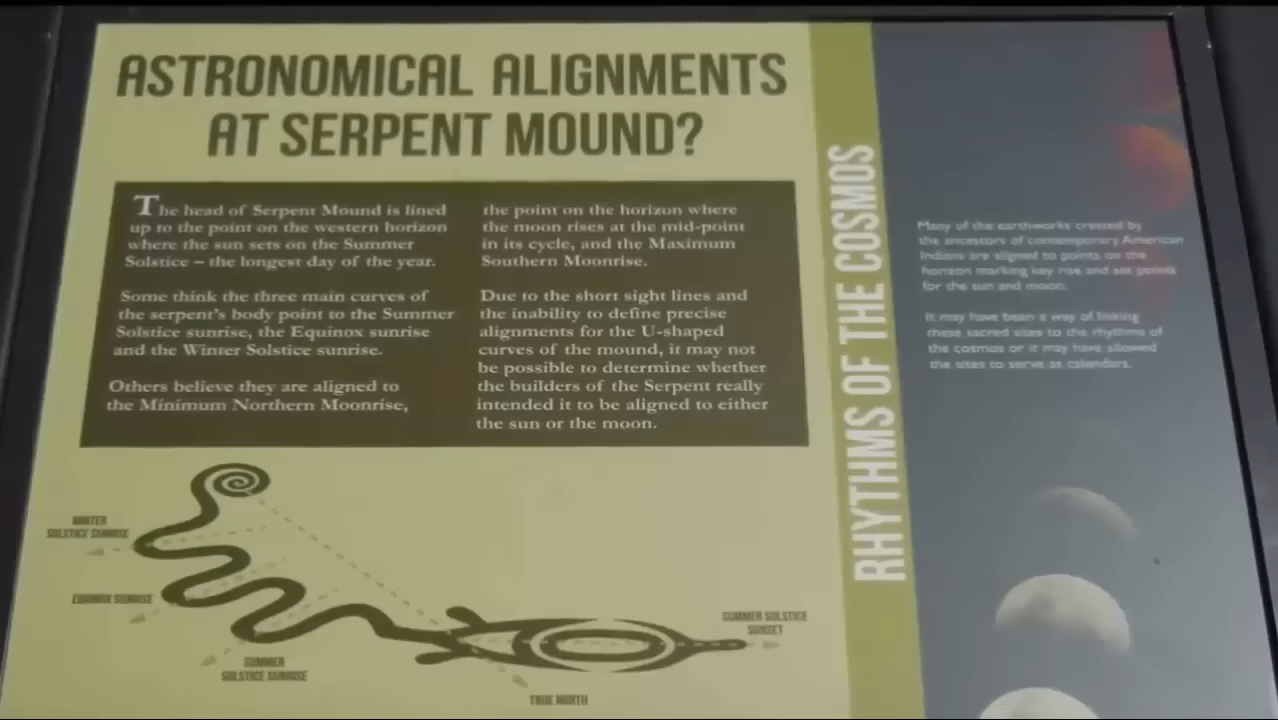 ASTRONOMICAL ALIGNMENTS
AT SERPENT MOUND?
The head of Serpent Mound is lined
up to the point on the western horizon
where the sun sets on the Summer
Solstice – the longest day of the year.
Some think the three main curves of
the serpent's body point to the Summer
Solstice sunrise, the Equinox sunrise
and the Winter Solstice sunrise.
Others believe they are aligned to
the Minimum Northern Moonrise,
the point on the horizon where
the moon rises at the mid-point
in its cycle, and the Maximum
Southern Moonrise.
Due to the short sight lines and
the inability to define precise
alignments for the U-shaped
curves of the mound, it may not
be possible to determine whether
the builders of the Serpent really
intended it to be aligned to either
the sun or the moon.
WINTER
SOLSTICE SUNRISE
EQUINOX SUNRISE
SUMMER
SOLSTICE SUNRISE
TRUE NORTH
SUMMER SOLSTICE
SUNSET
RHYTHMS OF THE COSMOS
Many of the earthworks created by
the ancestors of contemporary American
Indians are aligned to points on the
horizon marking key rise and set points
for the sun and moon.
It may have been a way of linking
these sacred sites to the rhythms of
the cosmos or it may have allowed
the sites to serve as calendars.